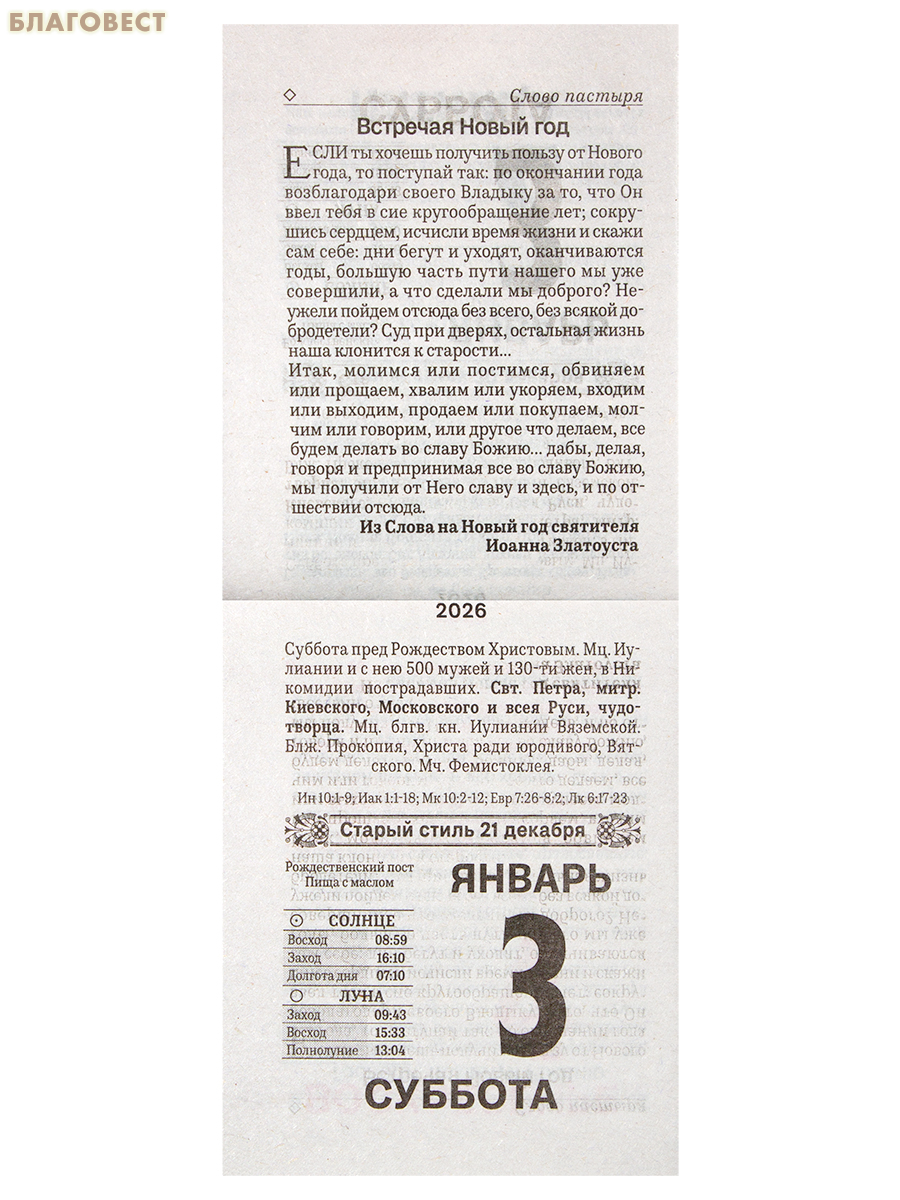 БЛАГОВЕСТ
Слово пастыря
Встречая Новый год
ЕСЛИ ты хочешь получить пользу от Нового
года, то поступай так: по окончании года
возблагодари своего Владыку за то, что Он
ввел тебя в сие кругообращение лет; сокру-
шись сердцем, исчисли время жизни и скажи
сам себе: дни бегут и уходят, оканчиваются
годы, большую часть пути нашего мы уже
совершили, а что сделали мы доброго? Не-
ужели пойдем отсюда без всего, без всякой до-
бродетели? Суд при дверях, остальная жизнь
наша клонится к старости...
Итак, молимся или постимся, обвиняем
или прощаем, хвалим или укоряем, входим
или выходим, продаем или покупаем, мол-
чим или говорим, или другое что делаем, все
будем делать во славу Божию... дабы, делая,
говоря и предпринимая все во славу Божию,
мы получили от Него славу и здесь, и по от-
шествии отсюда.
Из Слова на Новый год святителя
Иоанна Златоуста
2026
Суббота пред Рождеством Христовым. Мц. Иу-
лиании и с нею 500 мужей и 130-ти жен, в Ни-
комидии пострадавших. Свт. Петра, митр.
Киевского, Московского и всея Руси, чудо-
творца. Мц. блгв. кн. Иулиании Вяземской.
Блж. Прокопия, Христа ради юродивого, Вят-
ского. Мч. Фемистоклея.
Ин 10:1-9; Иак 1:1-18; Мк 10:2-12; Евр 7:26-8:2; Лк 6:17-23
Старый стиль 21 декабря
Рождественский пост
Пища с маслом
ЯНВАРЬ
3
СОЛНЦЕ
Восход 08:59
Заход 16:10
Долгота дня 07:10
ЛУНА
Заход 09:43
Восход 15:33
Полнолуние 13:04
СУББОТА